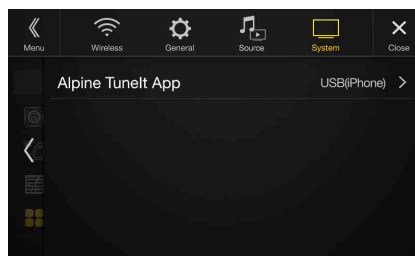 Menu
Wireless
General
Source
System
Close
Alpine TuneIt App
USB(iPhone)